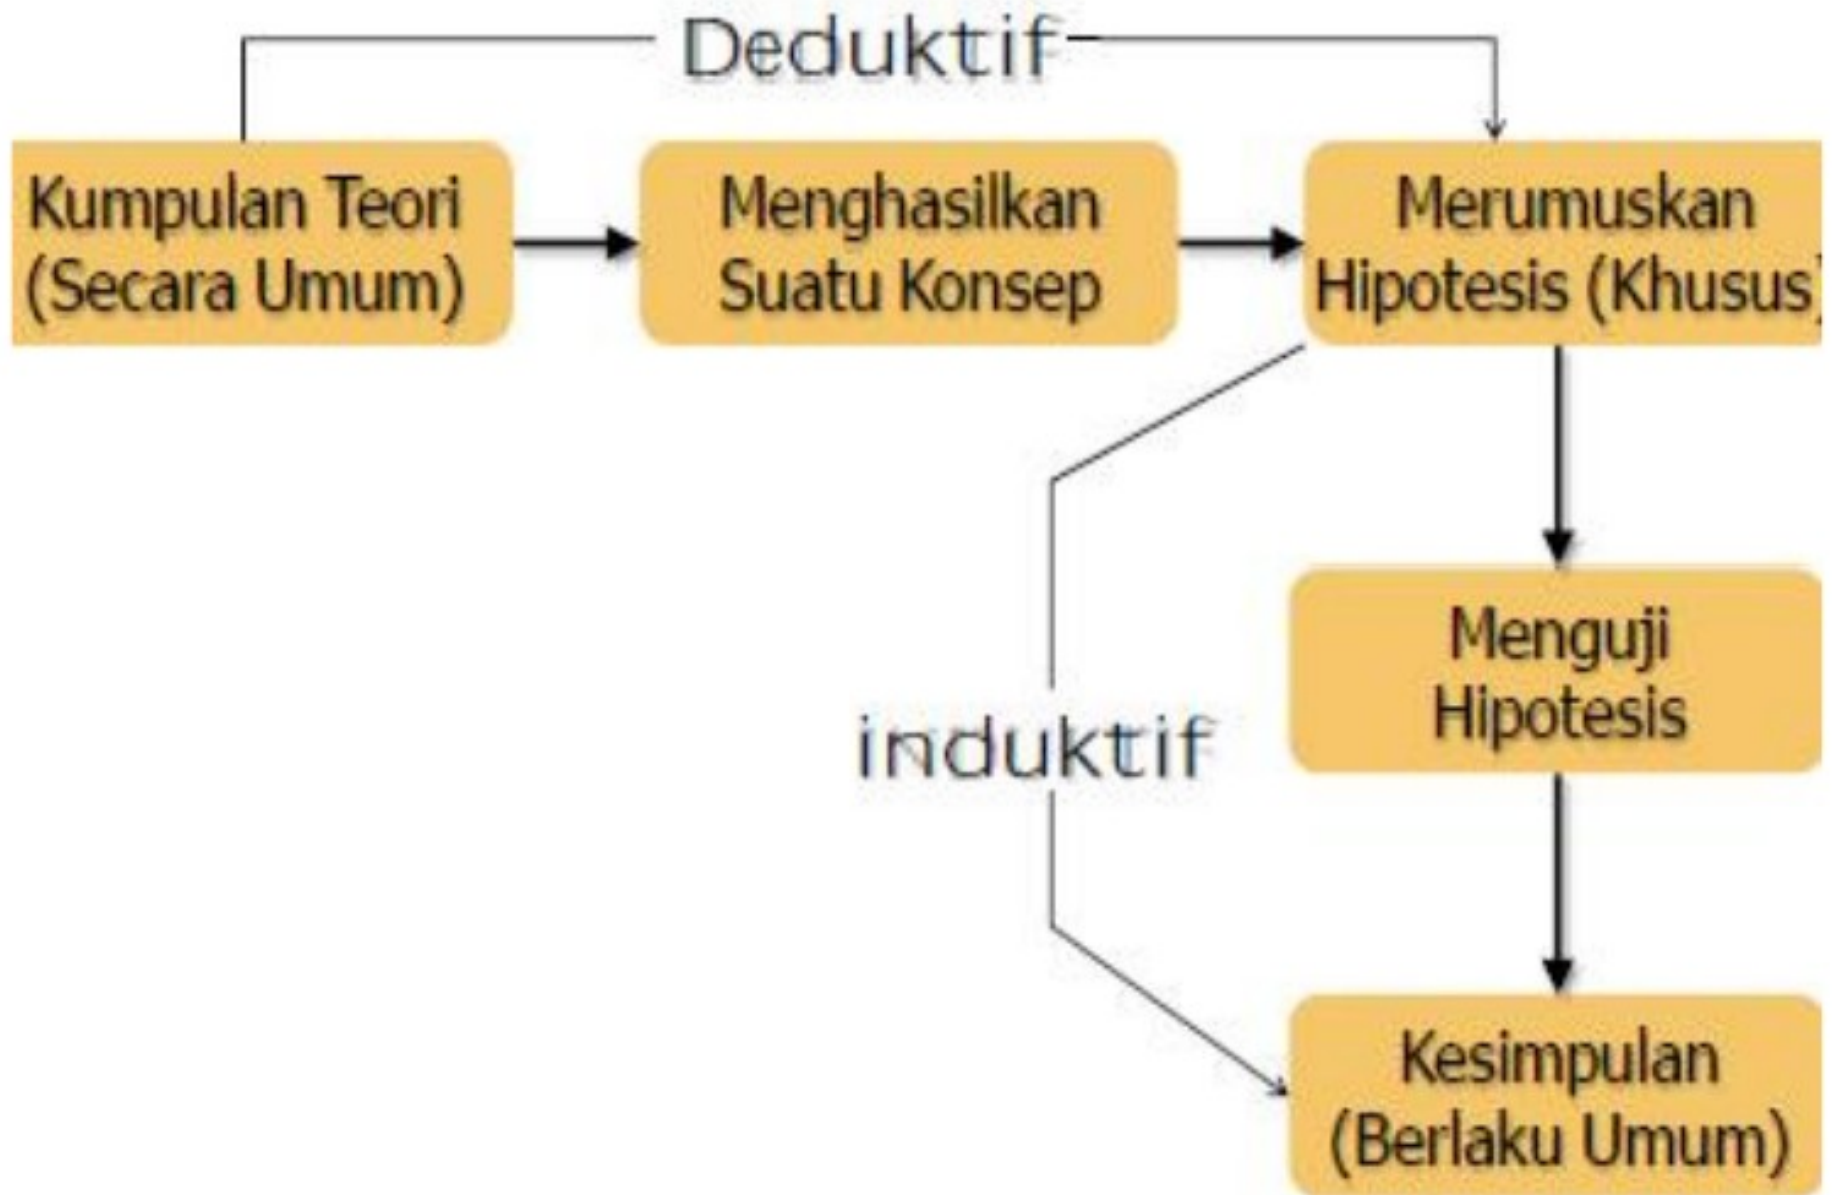 Deduktif
Kumpulan Teori
(Secara Umum)
Menghasilkan
Suatu Konsep
Merumuskan
Hipotesis (Khusus)
Menguji
Hipotesis
induktif
Kesimpulan
(Berlaku Umum)